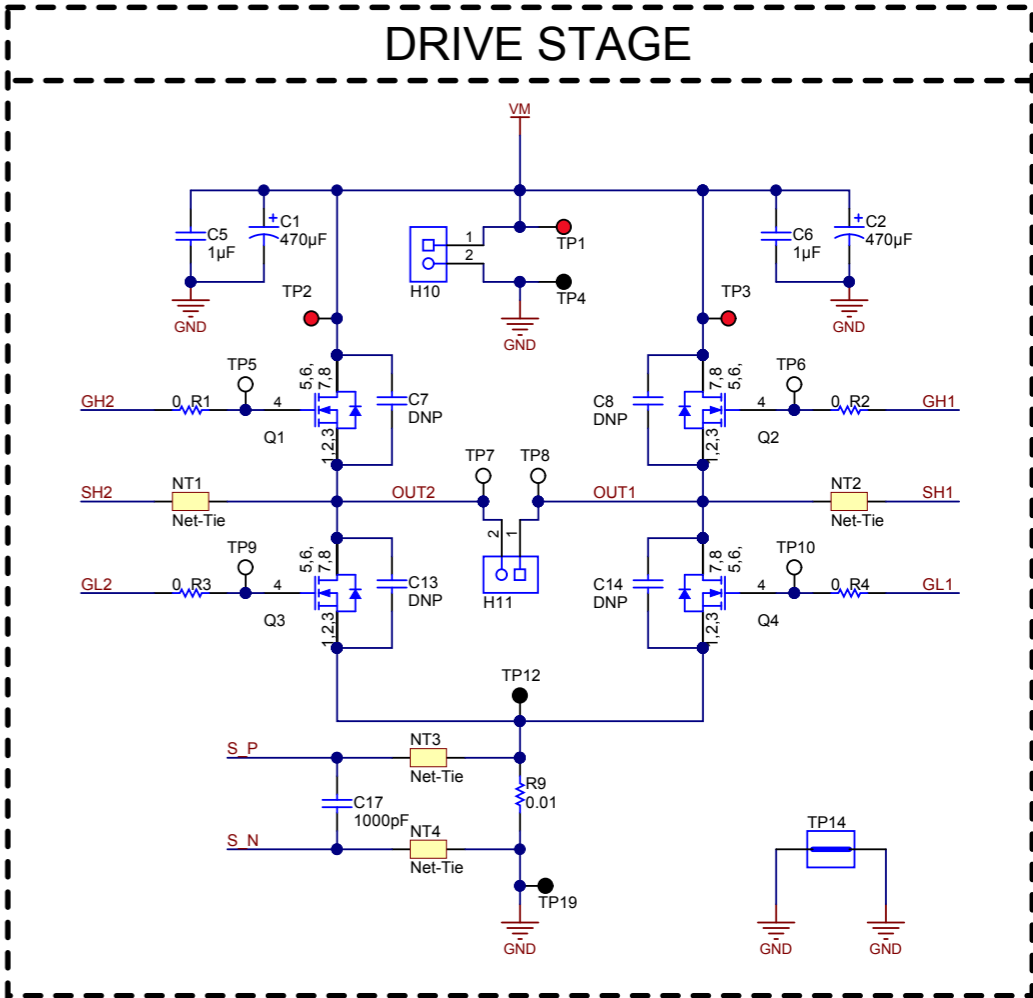 DRIVE STAGE
VM
C5
1µF
+
C1
470µF
1
2
H10
TP1
TP4
C6
1µF
+
C2
470µF
GND
GND
GND
TP2
TP3
GH2
0
R1
TP5
4
Q1
5,6,
7,8
1,2,3
C7
DNP
C8
DNP
7,8
5,6,
1,2,3
Q2
4
TP6
0
R2
GH1
SH2
NT1
Net-Tie
OUT2
TP7
TP8
OUT1
NT2
Net-Tie
SH1
2
1
H11
GL2
0
R3
TP9
4
Q3
5,6,
7,8
1,2,3
C13
DNP
C14
DNP
7,8
5,6,
1,2,3
Q4
4
TP10
0
R4
GL1
TP12
S_P
NT3
Net-Tie
C17
1000pF
R9
0.01
S_N
NT4
Net-Tie
TP19
GND
TP14
GND
GND